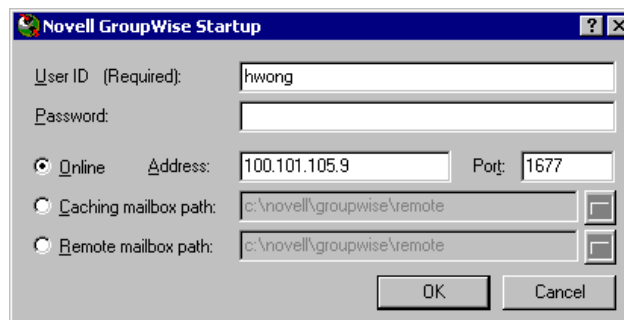 Novell GroupWise Startup
User ID (Required): hwong
Password:
Online Address: 100.101.105.9 Port: 1677
Caching mailbox path: c:\novell\groupwise\remote
Remote mailbox path: c:\novell\groupwise\remote
OK Cancel